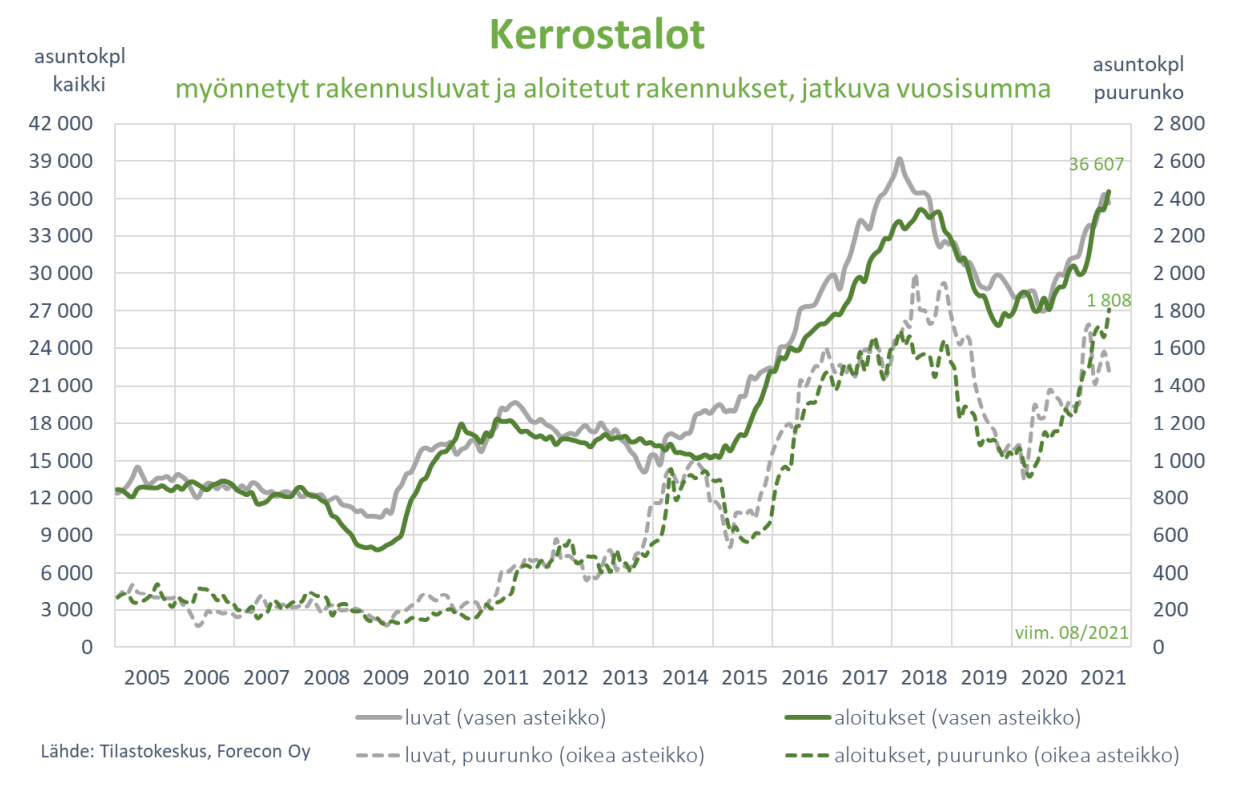 Kerrostalot
asuntokpl
kaikki
myönnetyt rakennusluvat ja aloitetut rakennukset, jatkuva vuosisumma
asuntokpl
puurunko
42 000
39 000
36 000
33 000
30 000
27 000
24 000
21 000
18 000
15 000
12 000
9 000
6 000
3 000
0
2 800
2 600
2 400
2 200
2 000
1 800
1 600
1 400
1 200
1 000
800
600
400
200
0
36 607
1 808
viim. 08/2021
2005 2006 2007 2008 2009 2010 2011 2012 2013 2014 2015 2016 2017 2018 2019 2020 2021
luvat (vasen asteikko)
aloitukset (vasen asteikko)
luvat, puurunko (oikea asteikko)
aloitukset, puurunko (oikea asteikko)
Lähde: Tilastokeskus, Forecon Oy